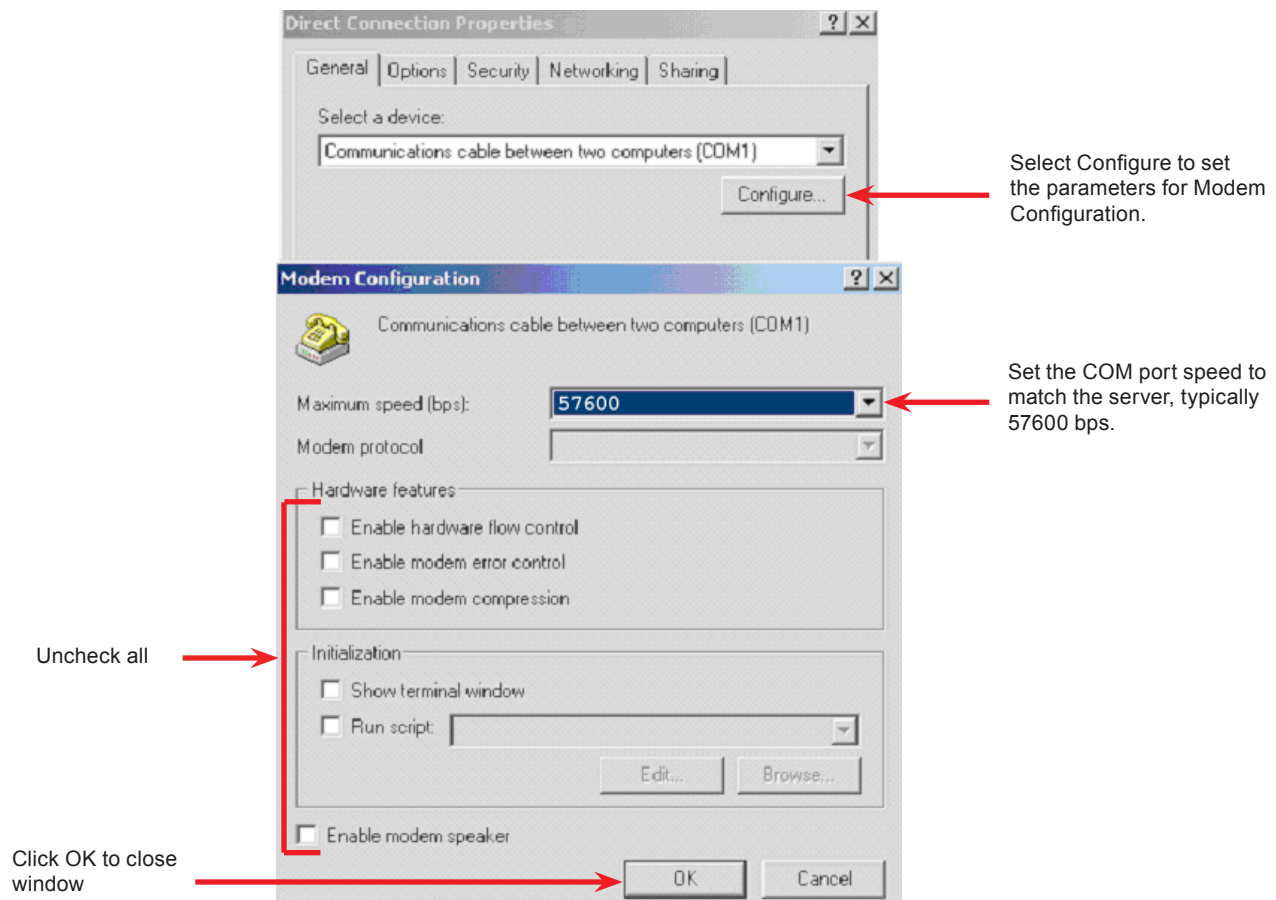 Direct Connection Properties
General Options Security Networking Sharing
Select a device:
Communications cable between two computers (COM1)
Configure...
Select Configure to set
the parameters for Modem
Configuration.
Modem Configuration
Communications cable between two computers (COM1)
Maximum speed (bps):
57600
Set the COM port speed to
match the server, typically
57600 bps.
Modem protocol
Hardware features
Enable hardware flow control
Enable modem error control
Enable modem compression
Uncheck all
Initialization
Show terminal window
Run script:
Edit...
Browse...
Enable modem speaker
Click OK to close
window
OK
Cancel